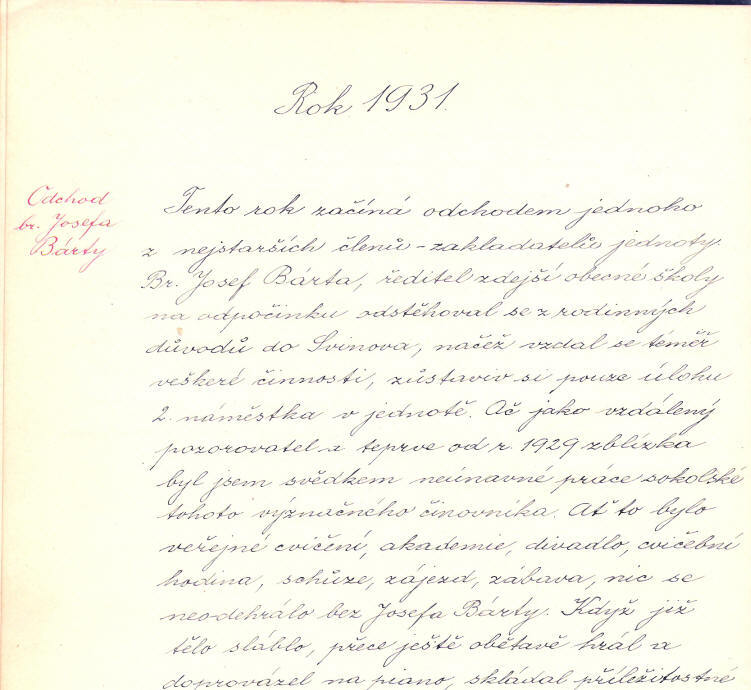 Rok 1931.
Odchod
br. Josefa
Bárty
Tento rok začíná odchodem jednoho
z nejstarších členů - zakladatelů jednoty.
Br. Josef Bárta, ředitel zdejší obecné školy
na odpočinku odstěhoval se z rodinných
důvodů do Svinova, načež vzdal se téměř
veškeré činnosti, zůstaviv si pouze úlohu
2. náměstka v jednotě. Ač jako vzdálený
pozorovatel a teprve od r. 1929 zblízka
byl jsem svědkem neúnavné práce sokolské
tohoto význačného činovníka. Ať to bylo
veřejné cvičení, akademie, divadlo, cvičební
hodina, schůze, zájezd, zábava, nic se
neodehrálo bez Josefa Bárty. Když již
tělo sláblo, přece ještě obětavě hrál a
doprovázel na piano, skládal příležitostné